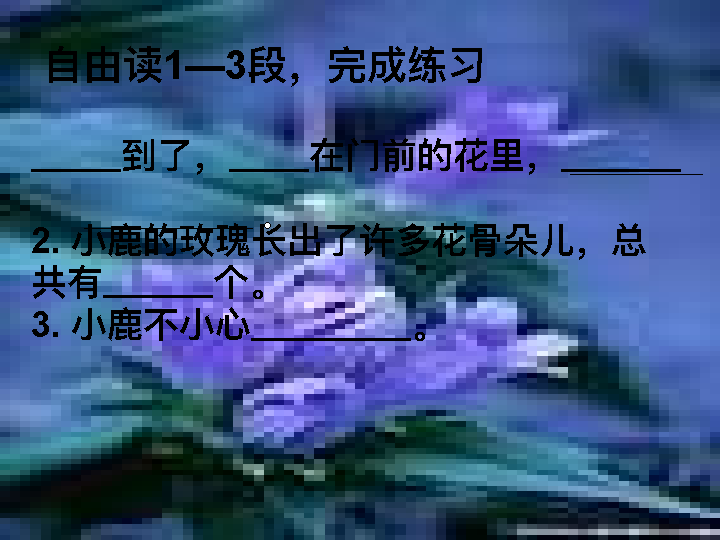 自由读1—3段，完成练习
_____到了，____在门前的花里，______
______。
2. 小鹿的玫瑰长出了许多花骨朵儿，总
共有______个。
3. 小鹿不小心_________。